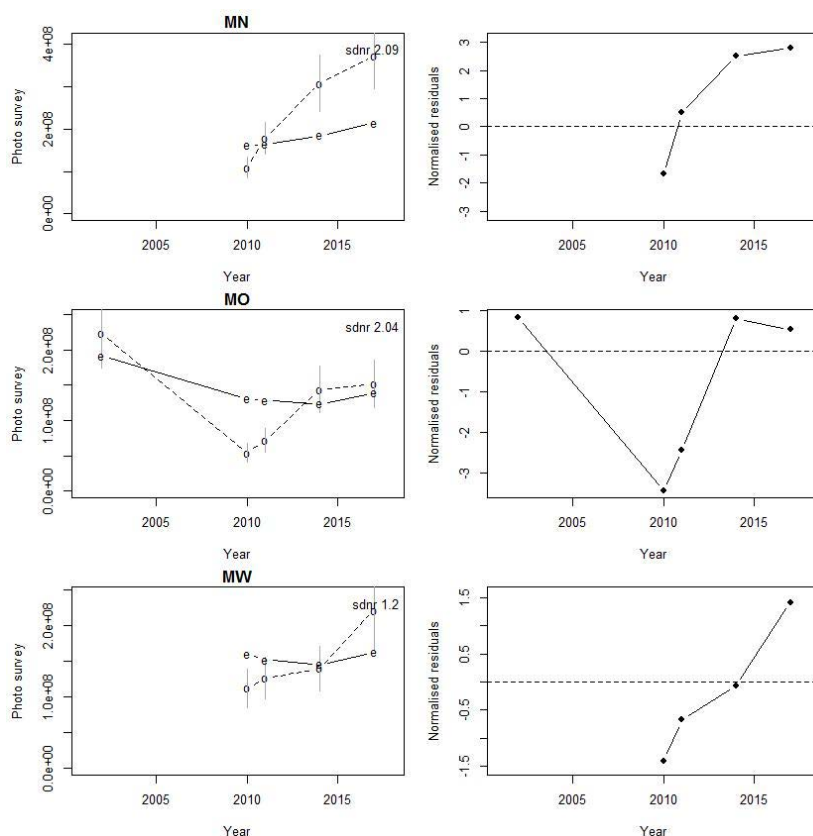 MN
sdnr 2.09
Photo survey
0e+00
2e+08
4e+08
2005
2010
2015
Year
Normalised residuals
-3
-2
-1
0
1
2
3
2005
2010
2015
Year
MO
sdnr 2.04
Photo survey
0.0e+00
1.0e+08
2.0e+08
2005
2010
2015
Year
Normalised residuals
-3
-2
-1
0
1
2005
2010
2015
Year
MW
sdnr 1.2
Photo survey
0.0e+00
1.0e+08
2.0e+08
2005
2010
2015
Year
Normalised residuals
-1.5
-0.5
0.5
1.5
2005
2010
2015
Year